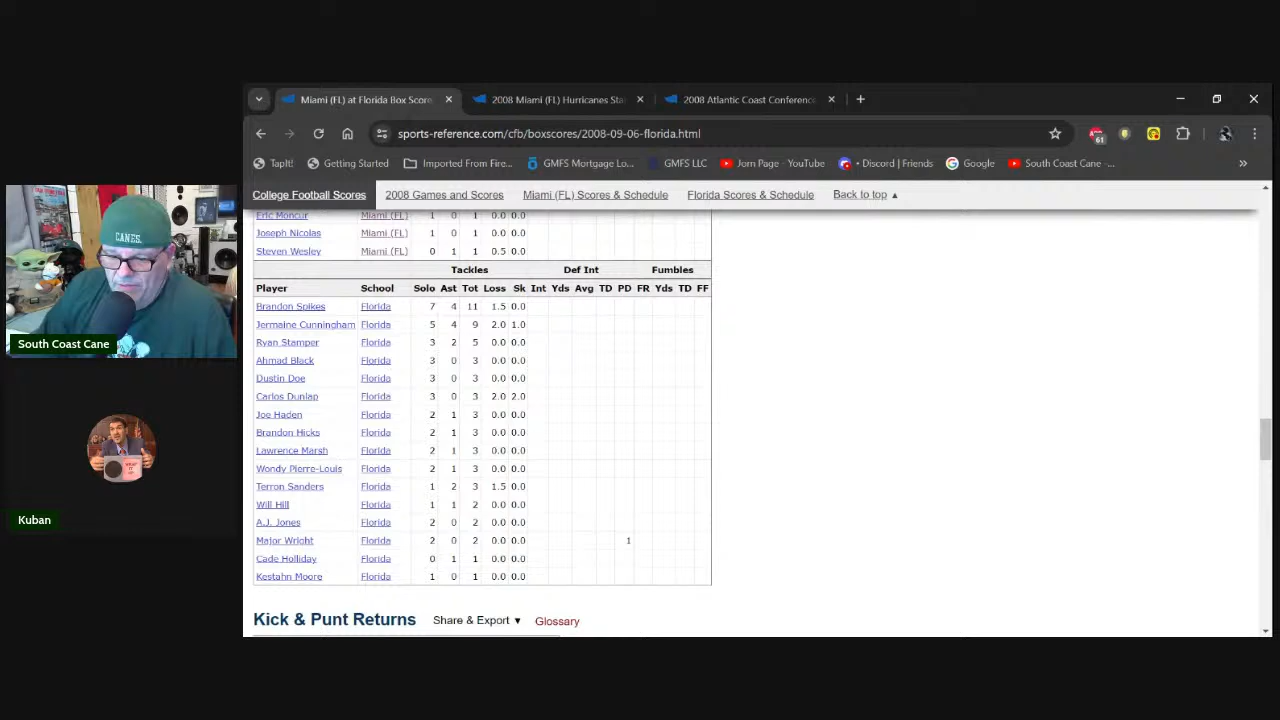 Miami (FL) at Florida Box Score
2008 Miami (FL) Hurricanes Sta
2008 Atlantic Coast Conference
sports-reference.com/cfb/boxscores/2008-09-06-florida.html
61
TapIt!
Getting Started
Imported From Fire...
GMFS Mortgage Lo...
GMFS LLC
Jorn Page - YouTube
Discord | Friends
Google
South Coast Cane -...
»
College Football Scores
2008 Games and Scores
Miami (FL) Scores & Schedule
Florida Scores & Schedule
Back to top ▲
Eric Moncur Miami (FL) 1 0 1 0.0 0.0
Joseph Nicolas Miami (FL) 1 0 1 0.0 0.0
Steven Wesley Miami (FL) 0 1 1 0.5 0.0
Tackles Def Int Fumbles
Player School Solo Ast Tot Loss Sk Int Yds Avg TD PD FR Yds TD FF
Brandon Spikes Florida 7 4 11 1.5 0.0
Jermaine Cunningham Florida 5 4 9 2.0 1.0
Ryan Stamper Florida 3 2 5 0.0 0.0
Ahmad Black Florida 3 0 3 0.0 0.0
Dustin Doe Florida 3 0 3 0.0 0.0
Carlos Dunlap Florida 3 0 3 2.0 2.0
Joe Haden Florida 2 1 3 0.0 0.0
Brandon Hicks Florida 2 1 3 0.0 0.0
Lawrence Marsh Florida 2 1 3 0.0 0.0
Wondy Pierre-Louis Florida 2 1 3 0.0 0.0
Terron Sanders Florida 1 2 3 1.5 0.0
Will Hill Florida 1 1 2 0.0 0.0
A.J. Jones Florida 2 0 2 0.0 0.0
Major Wright Florida 2 0 2 0.0 0.0 1
Cade Holliday Florida 0 1 1 0.0 0.0
Kestahn Moore Florida 1 0 1 0.0 0.0
Kick & Punt Returns
Share & Export ▼
Glossary
CANES.
South Coast Cane
Kuban